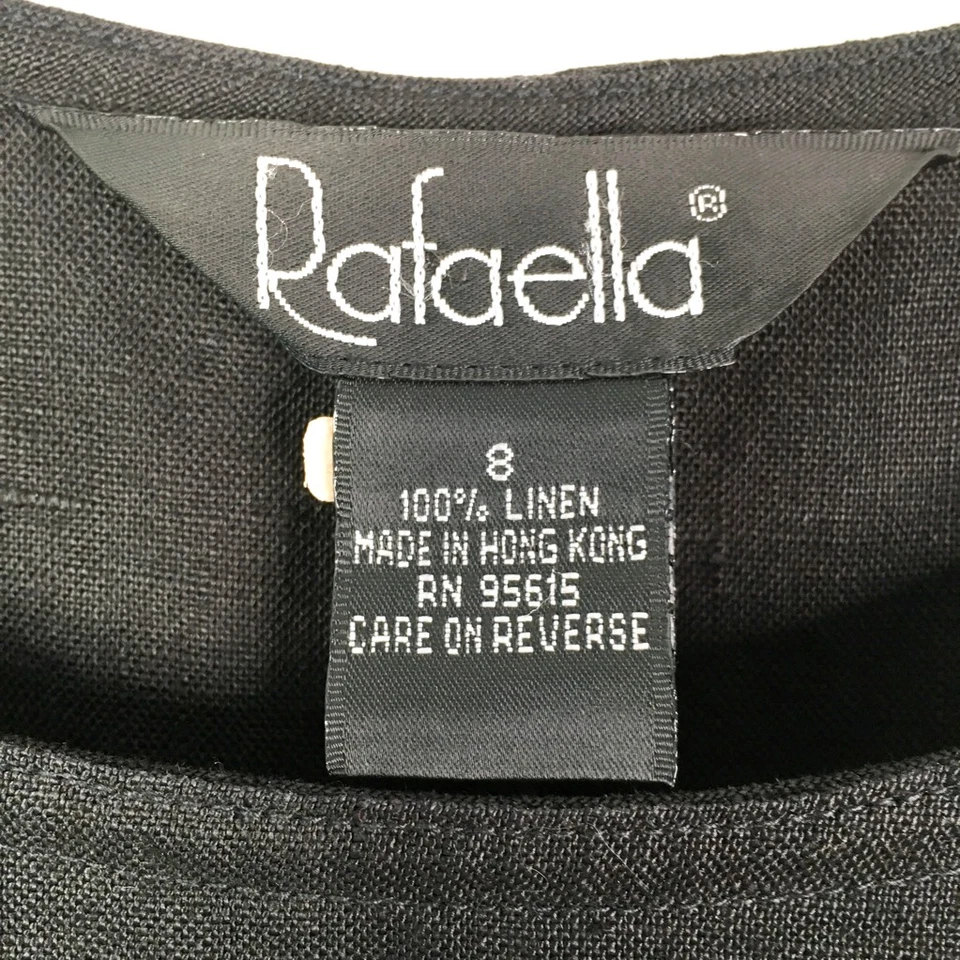 Rafaella®
8
100% LINEN
MADE IN HONG KONG
RN 95615
CARE ON REVERSE